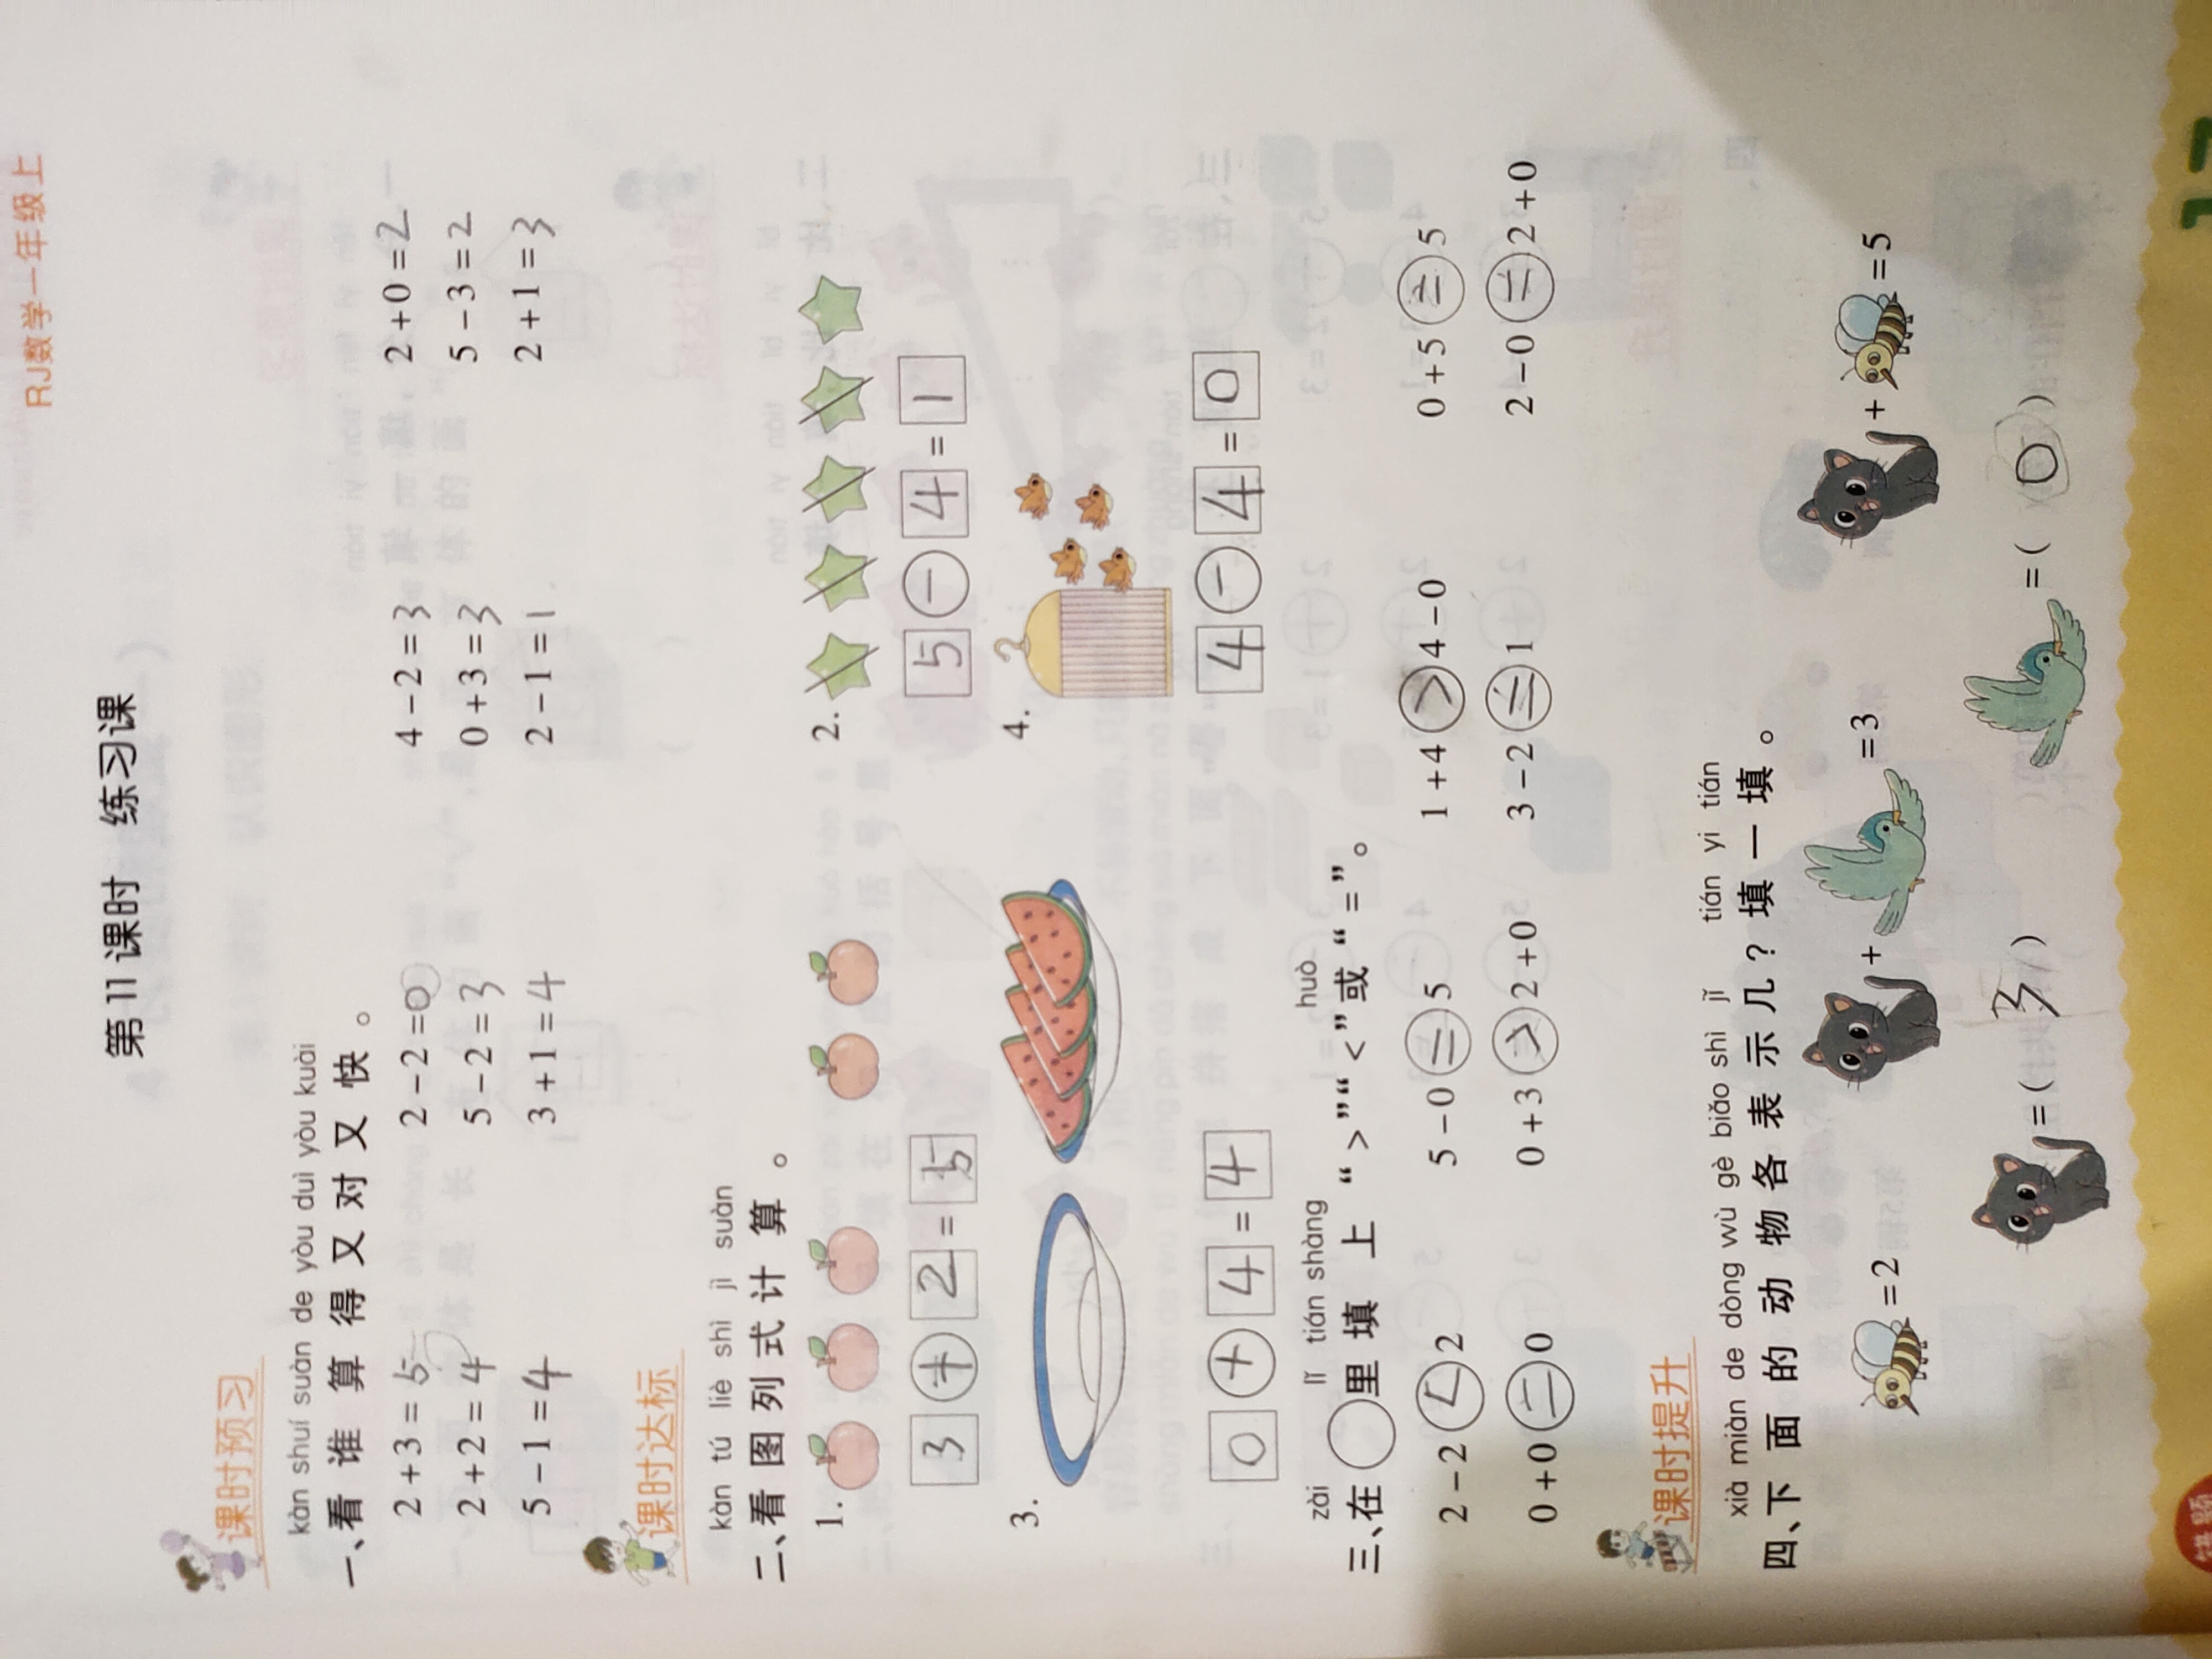 RJ数学一年级上
第11课时 练习课
课时预习
kàn shuí suàn de yòu duì yòu kuài
一、看谁算得又对又快。
2+3=5 2-2=0 4-2=3 2+0=2
2+2=4 5-2=3 0+3=3 5-3=2
5-1=4 3+1=4 2-1=1 2+1=3
课时达标
kàn tú liè shì jì suàn
二、看图列式计算。
1. 2.
3+2=5 5-4=1
3. 4.
0+4=4 4-4=0
zài lǐ tián shàng huò
三、在○里填上“>”“<”或“=”。
2-2<2 5-0=5 1+4>4-0 0+5=5
0+0=0 0+3>2+0 3-2=1 2-0=2+0
课时提升
xià miàn de dòng wù gè biǎo shì jǐ tián yi tián
四、下面的动物各表示几?填一填。
=2 + =3 + =5
=(3) =(0)
错题